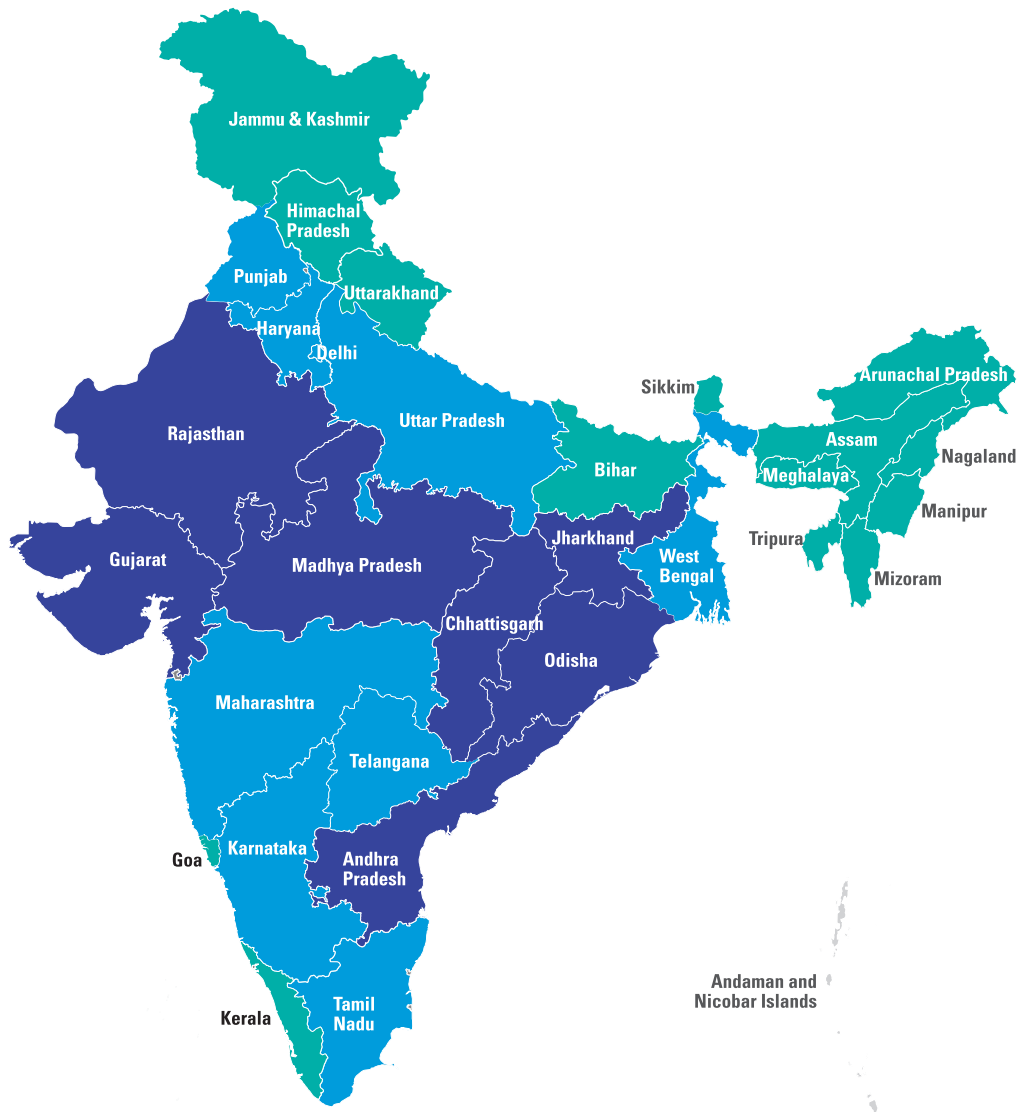 Jammu & Kashmir
Himachal
Pradesh
Punjab
Uttarakhand
Haryana
Delhi
Sikkim
Arunachal Pradesh
Rajasthan
Uttar Pradesh
Assam
Nagaland
Bihar
Meghalaya
Manipur
Jharkhand
Tripura
Gujarat
Madhya Pradesh
West
Bengal
Mizoram
Chhattisgarh
Odisha
Maharashtra
Telangana
Goa
Karnataka
Andhra
Pradesh
Andaman and
Nicobar Islands
Kerala
Tamil
Nadu